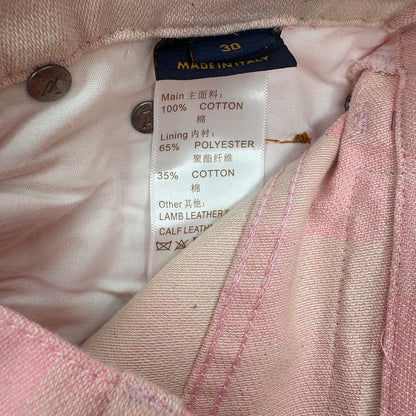 30
MADE IN ITALY
Main 主面料:
100% COTTON
棉
Lining 内衬:
65% POLYESTER
聚酯纤维
35% COTTON
棉
Other 其他:
LAMB LEATHER/
CALF LEATHER